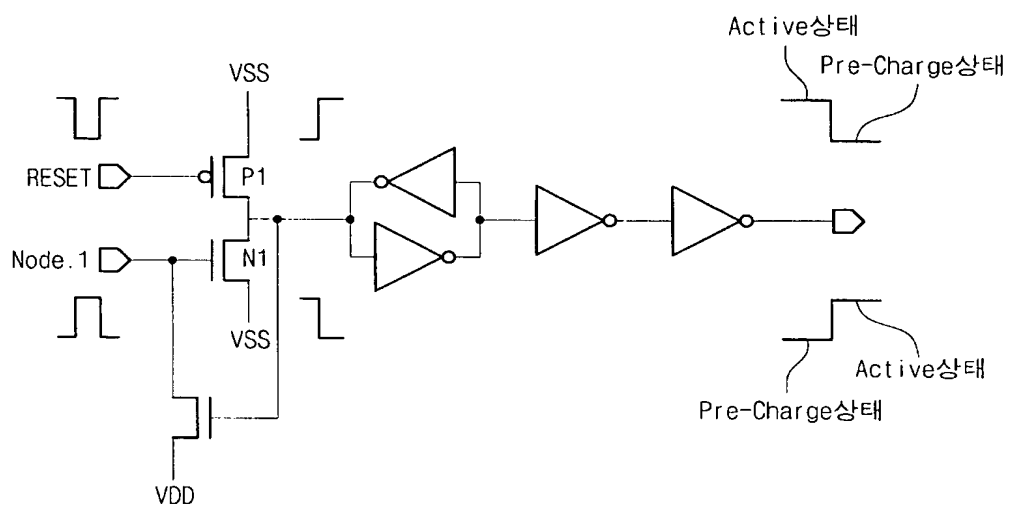 Active상태
Pre-Charge상태
VSS
RESET
P1
Node.1
N1
VSS
Active상태
Pre-Charge상태
VDD